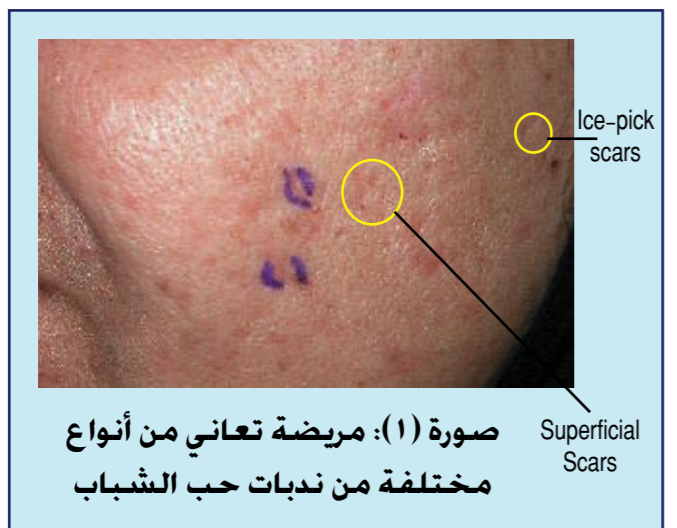 Ice-pick
scars
Superficial
Scars
صورة (١): مريضة تعاني من أنواع
مختلفة من ندبات حب الشباب